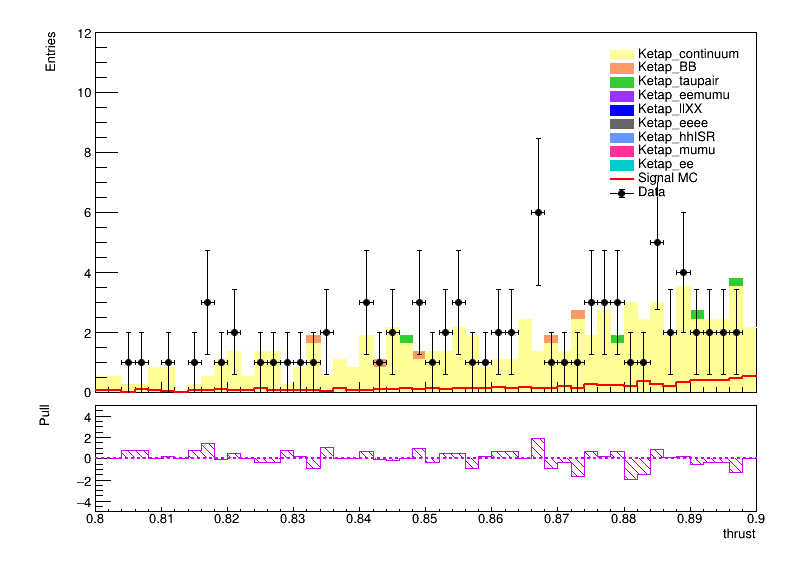 Entries
12
10
8
6
4
2
0
Ketap_continuum
Ketap_BB
Ketap_taupair
Ketap_eemumu
Ketap_llXX
Ketap_eeee
Ketap_hhISR
Ketap_mumu
Ketap_ee
Signal MC
Data
Pull
4
2
0
−2
−4
0.8 0.81 0.82 0.83 0.84 0.85 0.86 0.87 0.88 0.89 0.9
thrust